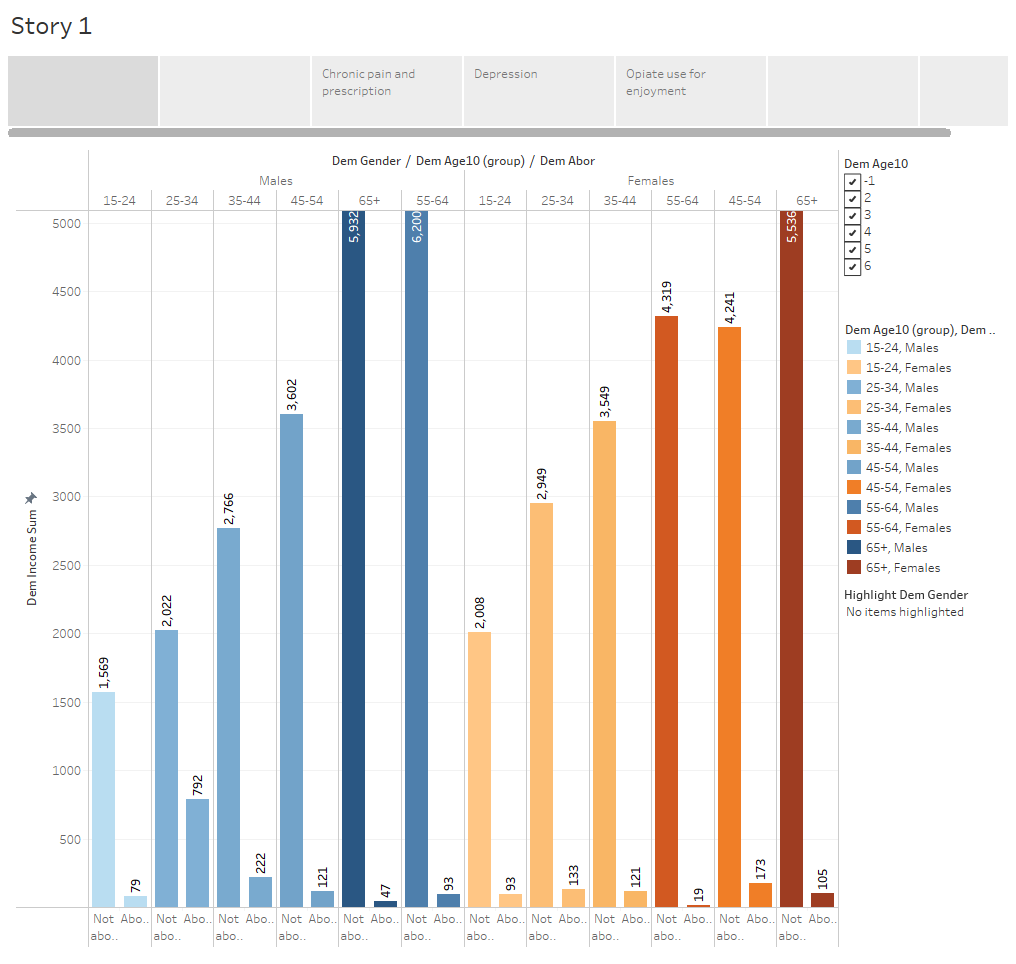 Story 1
Chronic pain and
prescription
Depression
Opiate use for
enjoyment
Dem Gender / Dem Age10 (group) / Dem Abor
Males
Females
15-24 25-34 35-44 45-54 65+ 55-64 15-24 25-34 35-44 55-64 45-54 65+
Dem Income Sum
5000
4500
4000
3500
3000
2500
2000
1500
1000
500
1,569
79
2,022
792
2,766
222
3,602
121
5,932
47
6,200
93
2,008
93
2,949
133
3,549
121
4,319
19
4,241
173
5,536
105
Not Abo.. Not Abo.. Not Abo.. Not Abo.. Not Abo.. Not Abo.. Not Abo.. Not Abo.. Not Abo.. Not Abo.. Not Abo.. Not Abo..
abo.. abo.. abo.. abo.. abo.. abo.. abo.. abo.. abo.. abo.. abo.. abo..
Dem Age10
-1
2
3
4
5
6
Dem Age10 (group), Dem ..
15-24, Males
15-24, Females
25-34, Males
25-34, Females
35-44, Males
35-44, Females
45-54, Males
45-54, Females
55-64, Males
55-64, Females
65+, Males
65+, Females
Highlight Dem Gender
No items highlighted